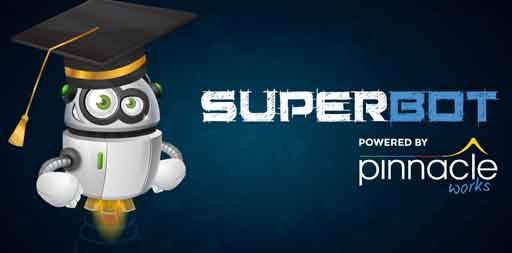 SUPERBOT
POWERED BY
pinnacle
works